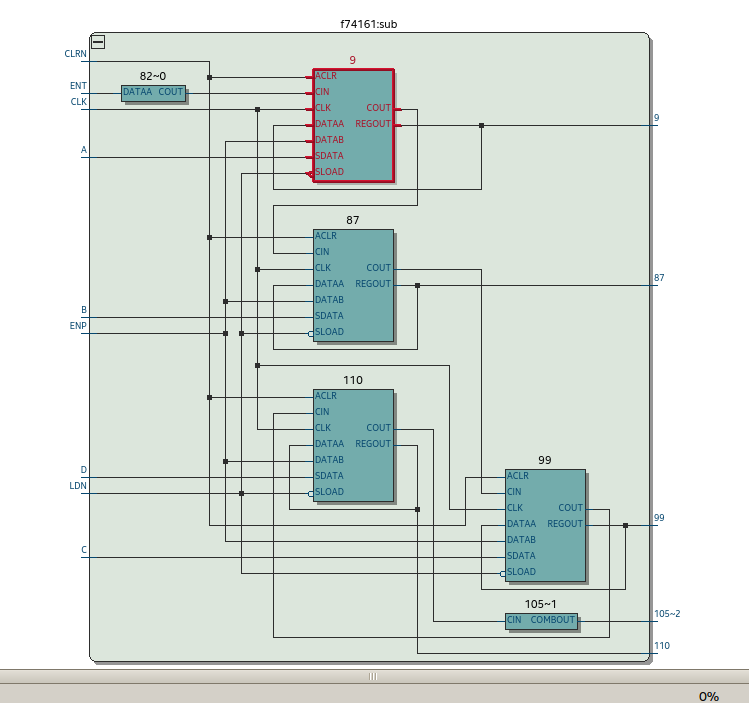 f74161:sub
CLRN
ENT
CLK
A
B
ENP
D
LDN
C
82~0
DATAA COUT
9
ACLR
CIN
CLK COUT
DATAA REGOUT
DATAB
SDATA
SLOAD
9
87
ACLR
CIN
CLK COUT
DATAA REGOUT
DATAB
SDATA
SLOAD
87
110
ACLR
CIN
CLK COUT
DATAA REGOUT
DATAB
SDATA
SLOAD
99
ACLR
CIN
CLK COUT
DATAA REGOUT
DATAB
SDATA
SLOAD
99
105~1
CIN COMBOUT
105~2
110
0%